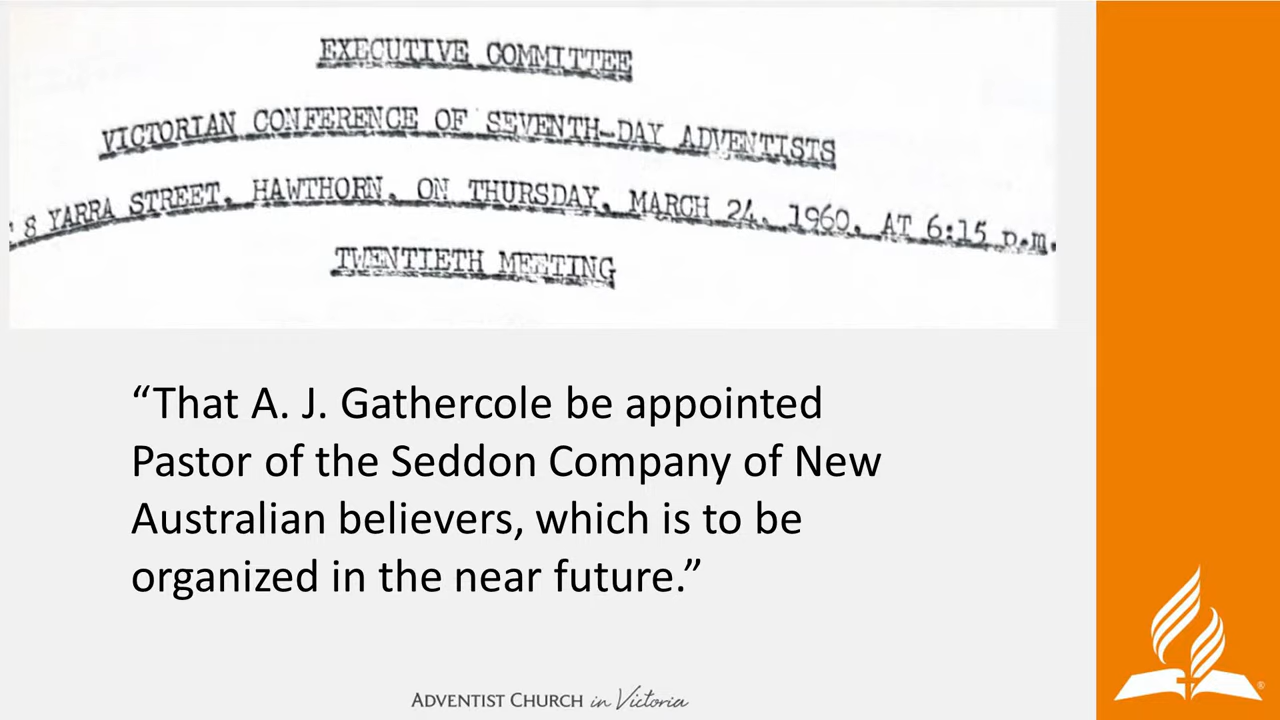 EXECUTIVE COMMITTEE
VICTORIAN CONFERENCE OF SEVENTH-DAY ADVENTISTS
8 YARRA STREET, HAWTHORN, ON THURSDAY, MARCH 24, 1960, AT 6:15 p.m.
TWENTIETH MEETING
“That A. J. Gathercole be appointed
Pastor of the Seddon Company of New
Australian believers, which is to be
organized in the near future.”
ADVENTIST CHURCH in Victoria
®